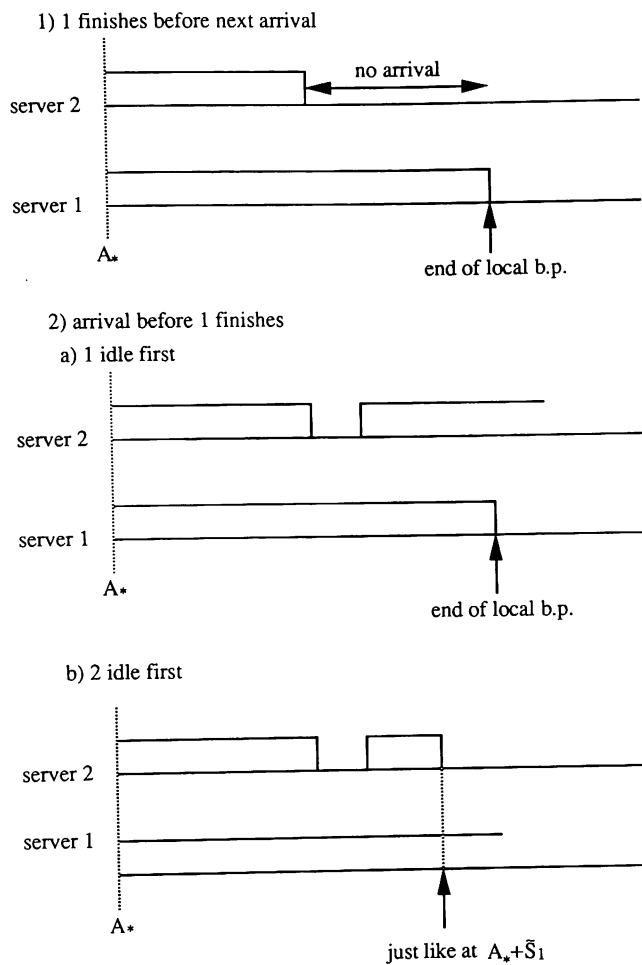 1) 1 finishes before next arrival
no arrival
server 2
server 1
A*
end of local b.p.
2) arrival before 1 finishes
a) 1 idle first
server 2
server 1
A*
end of local b.p.
b) 2 idle first
server 2
server 1
A*
just like at A*+S̃1